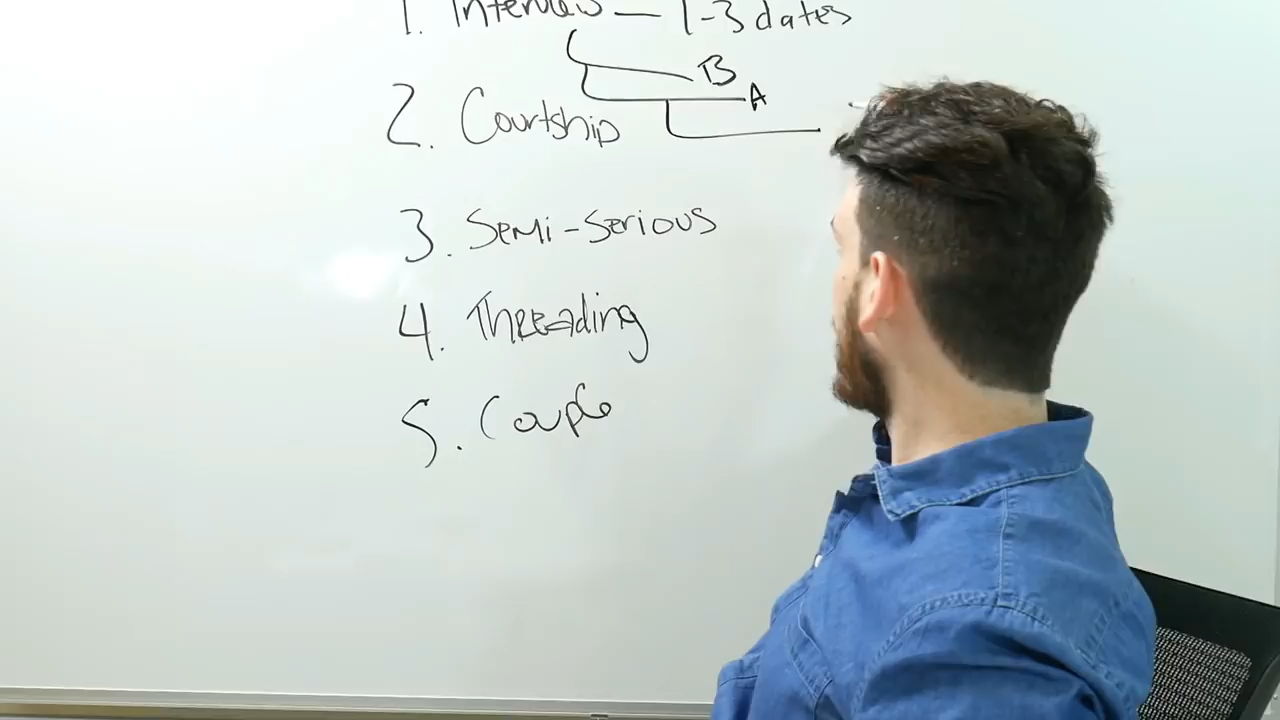 1. Interview — 1-3 dates
B
A
2. Courtship
3. Semi-Serious
4. Threading
5. Couple